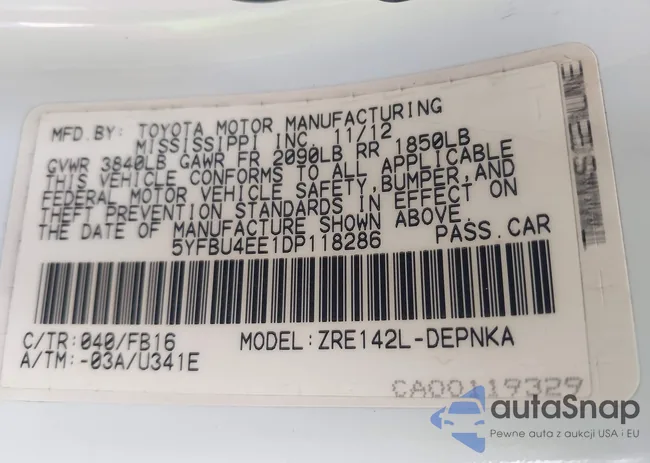 MFD.BY: TOYOTA MOTOR MANUFACTURING
MISSISSIPPI INC. 11/12
GVWR 3840LB GAWR FR 2090LB RR 1850LB
THIS VEHICLE CONFORMS TO ALL APPLICABLE
FEDERAL MOTOR VEHICLE SAFETY,BUMPER,AND
THEFT PREVENTION STANDARDS IN EFFECT ON
THE DATE OF MANUFACTURE SHOWN ABOVE.
5YFBU4EE1DP118286 PASS.CAR
C/TR:040/FB16 MODEL:ZRE142L-DEPNKA
A/TM:-03A/U341E
CA00119329
autaSnap
Pewne auta z aukcji USA i EU